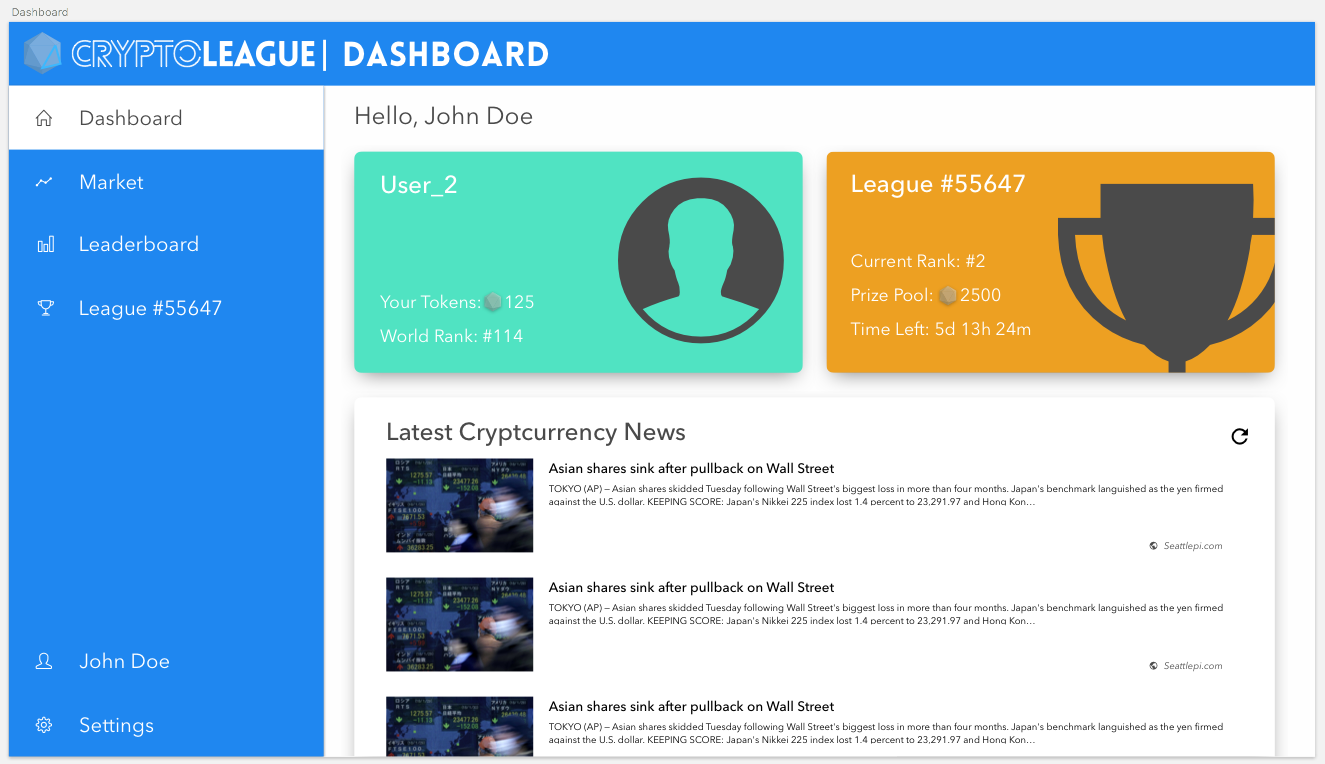 Dashboard
CRYPTOLEAGUE | DASHBOARD
Dashboard
Market
Leaderboard
League #55647
John Doe
Settings
Hello, John Doe
User_2
Your Tokens: 125
World Rank: #114
League #55647
Current Rank: #2
Prize Pool: 2500
Time Left: 5d 13h 24m
Latest Cryptcurrency News
Asian shares sink after pullback on Wall Street
TOKYO (AP) — Asian shares skidded Tuesday following Wall Street's biggest loss in more than four months. Japan's benchmark languished as the yen firmed
against the U.S. dollar. KEEPING SCORE: Japan's Nikkei 225 index lost 1.4 percent to 23,291.97 and Hong Kon…
Seattlepi.com
Asian shares sink after pullback on Wall Street
TOKYO (AP) — Asian shares skidded Tuesday following Wall Street's biggest loss in more than four months. Japan's benchmark languished as the yen firmed
against the U.S. dollar. KEEPING SCORE: Japan's Nikkei 225 index lost 1.4 percent to 23,291.97 and Hong Kon…
Seattlepi.com
Asian shares sink after pullback on Wall Street
TOKYO (AP) — Asian shares skidded Tuesday following Wall Street's biggest loss in more than four months. Japan's benchmark languished as the yen firmed
against the U.S. dollar. KEEPING SCORE: Japan's Nikkei 225 index lost 1.4 percent to 23,291.97 and Hong Kon…